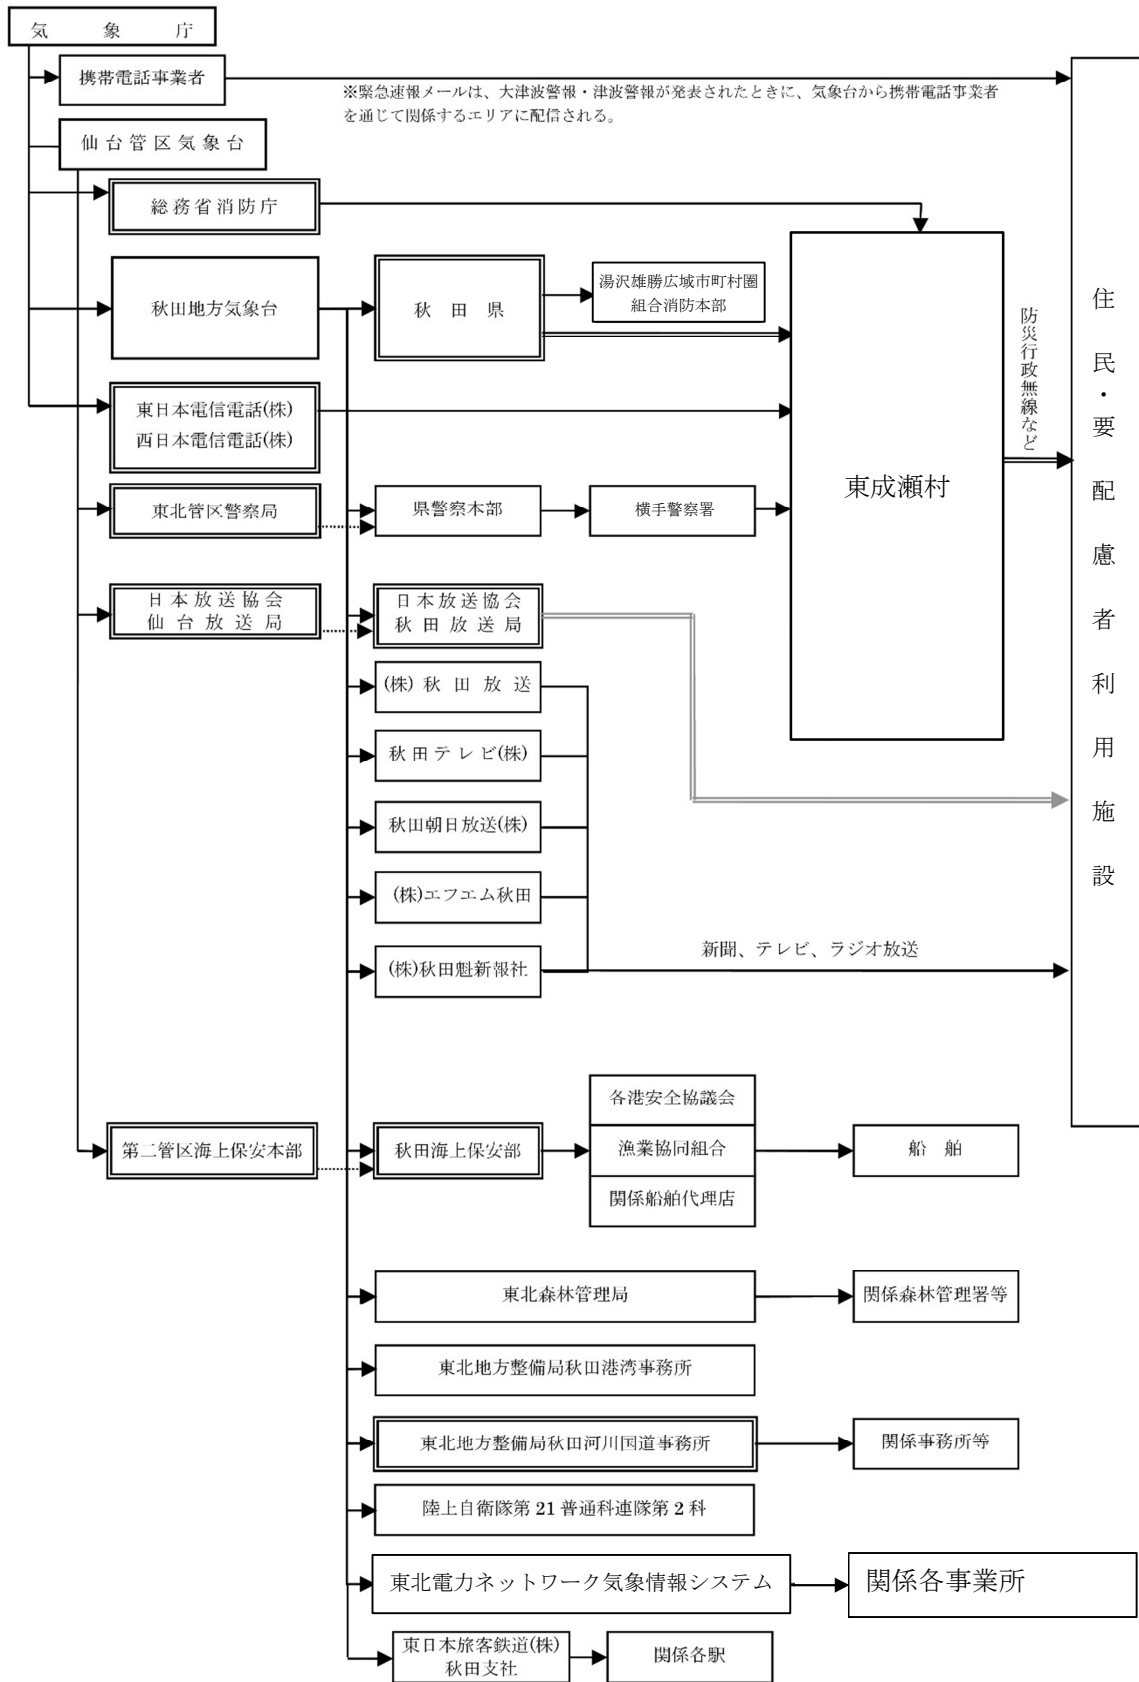 気象庁
携帯電話事業者
※緊急速報メールは、大津波警報・津波警報が発表されたときに、気象台から携帯電話事業者
を通じて関係するエリアに配信される。
仙台管区気象台
総務省消防庁
秋田地方気象台
秋田県
湯沢雄勝広域市町村圏
組合消防本部
東日本電信電話(株)
西日本電信電話(株)
東北管区警察局
県警察本部
横手警察署
東成瀬村
防災行政無線など
住民・要配慮者利用施設
日本放送協会
仙台放送局
日本放送協会
秋田放送局
(株)秋田放送
秋田テレビ(株)
秋田朝日放送(株)
(株)エフエム秋田
(株)秋田魁新報社
新聞、テレビ、ラジオ放送
第二管区海上保安本部
秋田海上保安部
各港安全協議会
漁業協同組合
関係船舶代理店
船舶
東北森林管理局
関係森林管理署等
東北地方整備局秋田港湾事務所
東北地方整備局秋田河川国道事務所
関係事務所等
陸上自衛隊第21普通科連隊第2科
東北電力ネットワーク気象情報システム
関係各事業所
東日本旅客鉄道(株)
秋田支社
関係各駅